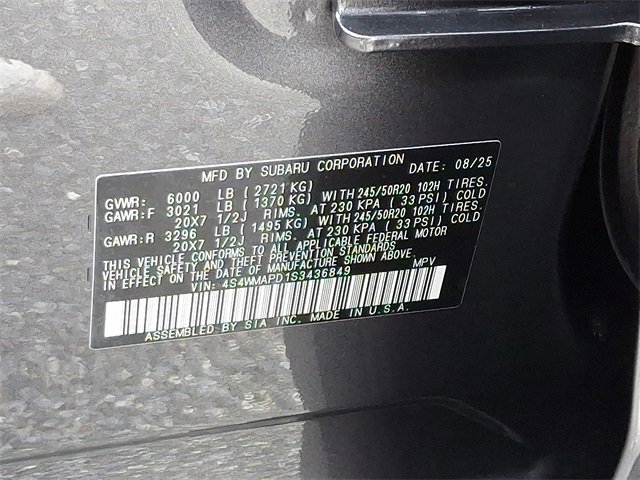 MFD BY SUBARU CORPORATION DATE: 08/25
GVWR: 6000 LB ( 2721 KG)
GAWR:F 3021 LB ( 1370 KG) WITH 245/50R20 102H TIRES.
20X7 1/2J RIMS. AT 230 KPA ( 33 PSI) COLD
GAWR:R 3296 LB ( 1495 KG) WITH 245/50R20 102H TIRES.
20X7 1/2J RIMS. AT 230 KPA ( 33 PSI) COLD
THIS VEHICLE CONFORMS TO ALL APPLICABLE FEDERAL MOTOR
VEHICLE SAFETY AND THEFT PREVENTION STANDARDS
IN EFFECT ON THE DATE OF MANUFACTURE SHOWN ABOVE.
VIN: 4S4WMAPD1S3436849 MPV
ASSEMBLED BY SIA INC. MADE IN U.S.A.